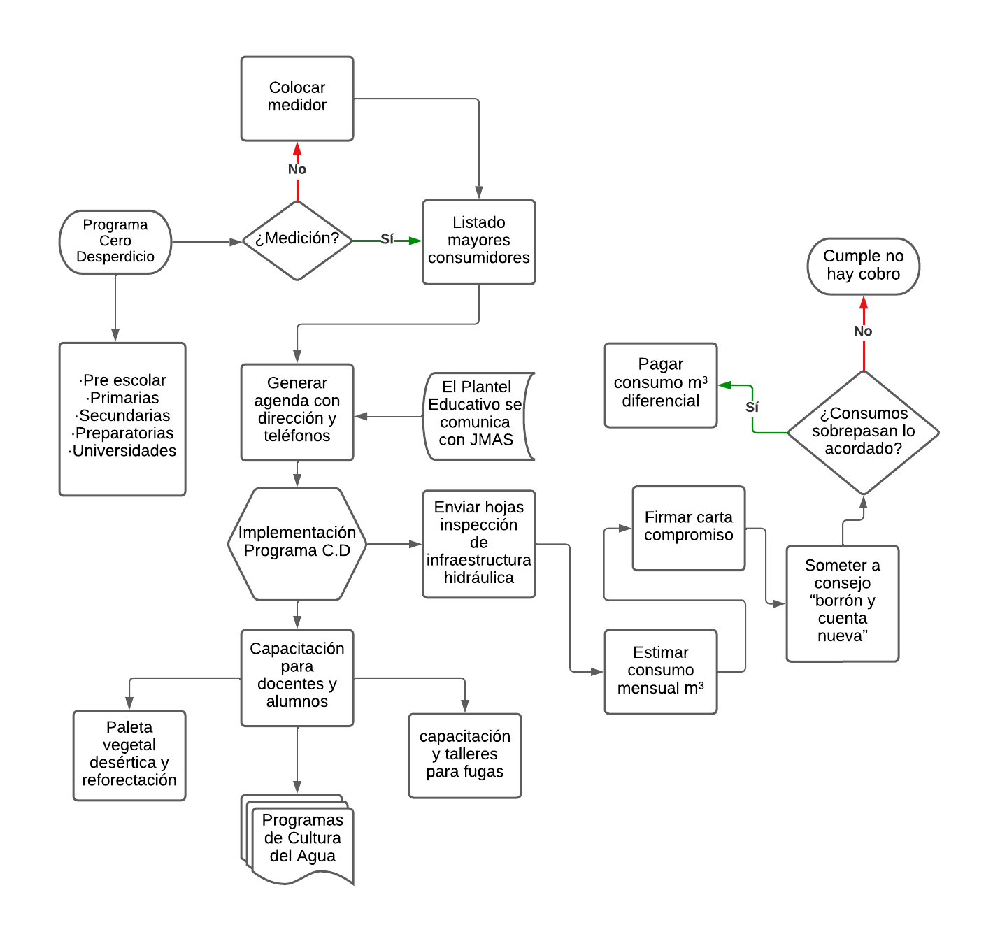 Colocar
medidor
No
Programa
Cero
Desperdicio
¿Medición?
Sí
Listado
mayores
consumidores
·Pre escolar
·Primarias
·Secundarias
·Preparatorias
·Universidades
Generar
agenda con
dirección y
teléfonos
El Plantel
Educativo se
comunica
con JMAS
Implementación
Programa C.D
Enviar hojas
inspección
de
infraestructura
hidráulica
Capacitación
para
docentes y
alumnos
Paleta
vegetal
desértica y
reforectación
capacitación
y talleres
para fugas
Programas
de Cultura
del Agua
Estimar
consumo
mensual m³
Firmar carta
compromiso
Someter a
consejo
“borrón y
cuenta
nueva”
¿Consumos
sobrepasan lo
acordado?
Sí
Pagar
consumo m³
diferencial
No
Cumple no
hay cobro